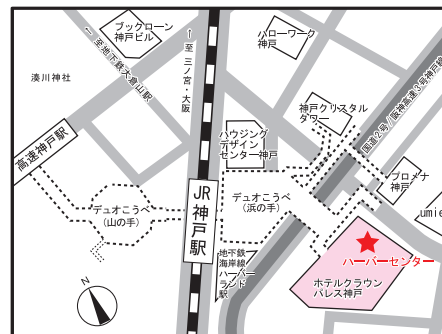 ブックローン
神戸ビル
ハローワーク
神戸
←至地下鉄大倉山駅
←至 三ノ宮・大阪
湊川神社
神戸クリスタル
タワー
国道2号/阪神高速3号神戸線
高速神戸駅
ハウジング
デザイン
センター神戸
プロメナ
神戸
デュオこうべ
(山の手)
JR
神戸駅
デュオこうべ
(浜の手)
umie
ハーバーセンター
地下鉄
海岸線
ハーバー
ランド
駅
ホテルクラウン
パレス神戸
N